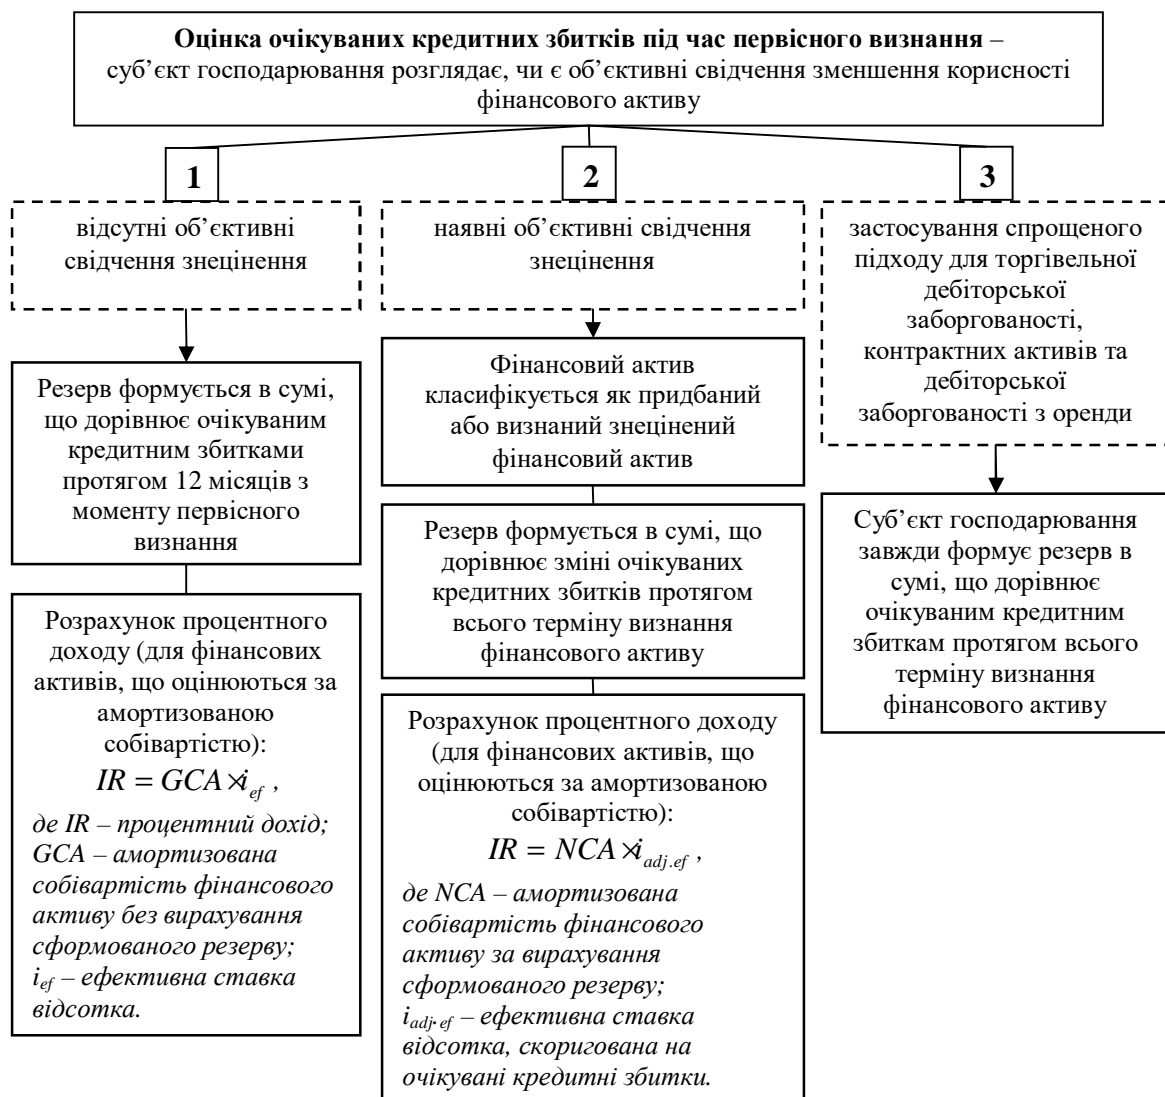 Оцінка очікуваних кредитних збитків під час первісного визнання –
суб’єкт господарювання розглядає, чи є об’єктивні свідчення зменшення корисності
фінансового активу
1
відсутні об’єктивні
свідчення знецінення
Резерв формується в сумі,
що дорівнює очікуваним
кредитним збитками
протягом 12 місяців з
моменту первісного
визнання
Розрахунок процентного
доходу (для фінансових
активів, що оцінюються за
амортизованою
собівартістю):
IR = GCA × i_ef ,
де IR – процентний дохід;
GCA – амортизована
собівартість фінансового
активу без вирахування
сформованого резерву;
i_ef – ефективна ставка
відсотка.
2
наявні об’єктивні свідчення
знецінення
Фінансовий актив
класифікується як придбаний
або визнаний знецінений
фінансовий актив
Резерв формується в сумі, що
дорівнює зміні очікуваних
кредитних збитків протягом
всього терміну визнання
фінансового активу
Розрахунок процентного доходу
(для фінансових активів, що
оцінюються за амортизованою
собівартістю):
IR = NCA × i_adj.ef ,
де NCA – амортизована
собівартість фінансового
активу за вирахування
сформованого резерву;
i_adj.ef – ефективна ставка
відсотка, скоригована на
очікувані кредитні збитки.
3
застосування спрощеного
підходу для торгівельної
дебіторської
заборгованості,
контрактних активів та
дебіторської
заборгованості з оренди
Суб’єкт господарювання
завжди формує резерв в
сумі, що дорівнює
очікуваним кредитним
збиткам протягом всього
терміну визнання
фінансового активу